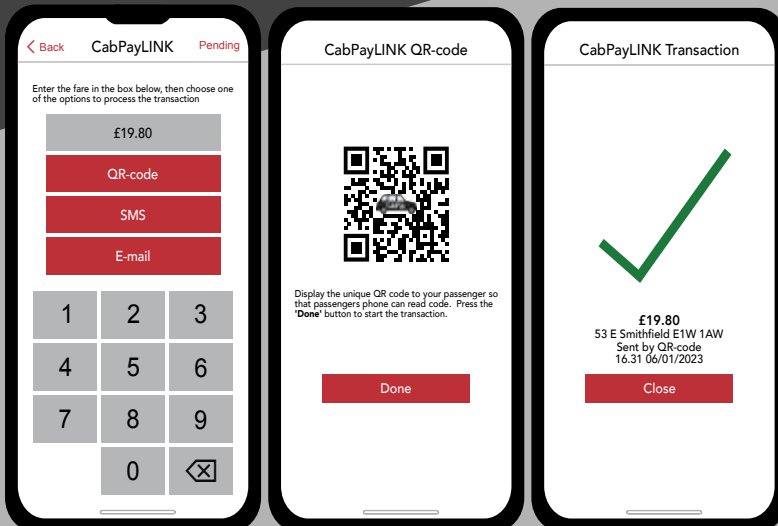 Back CabPayLINK Pending
Enter the fare in the box below, then choose one
of the options to process the transaction
£19.80
QR-code
SMS
E-mail
1 2 3
4 5 6
7 8 9
0
CabPayLINK QR-code
Display the unique QR code to your passenger so
that passengers phone can read code. Press the
'Done' button to start the transaction.
Done
CabPayLINK Transaction
£19.80
53 E Smithfield E1W 1AW
Sent by QR-code
16.31 06/01/2023
Close